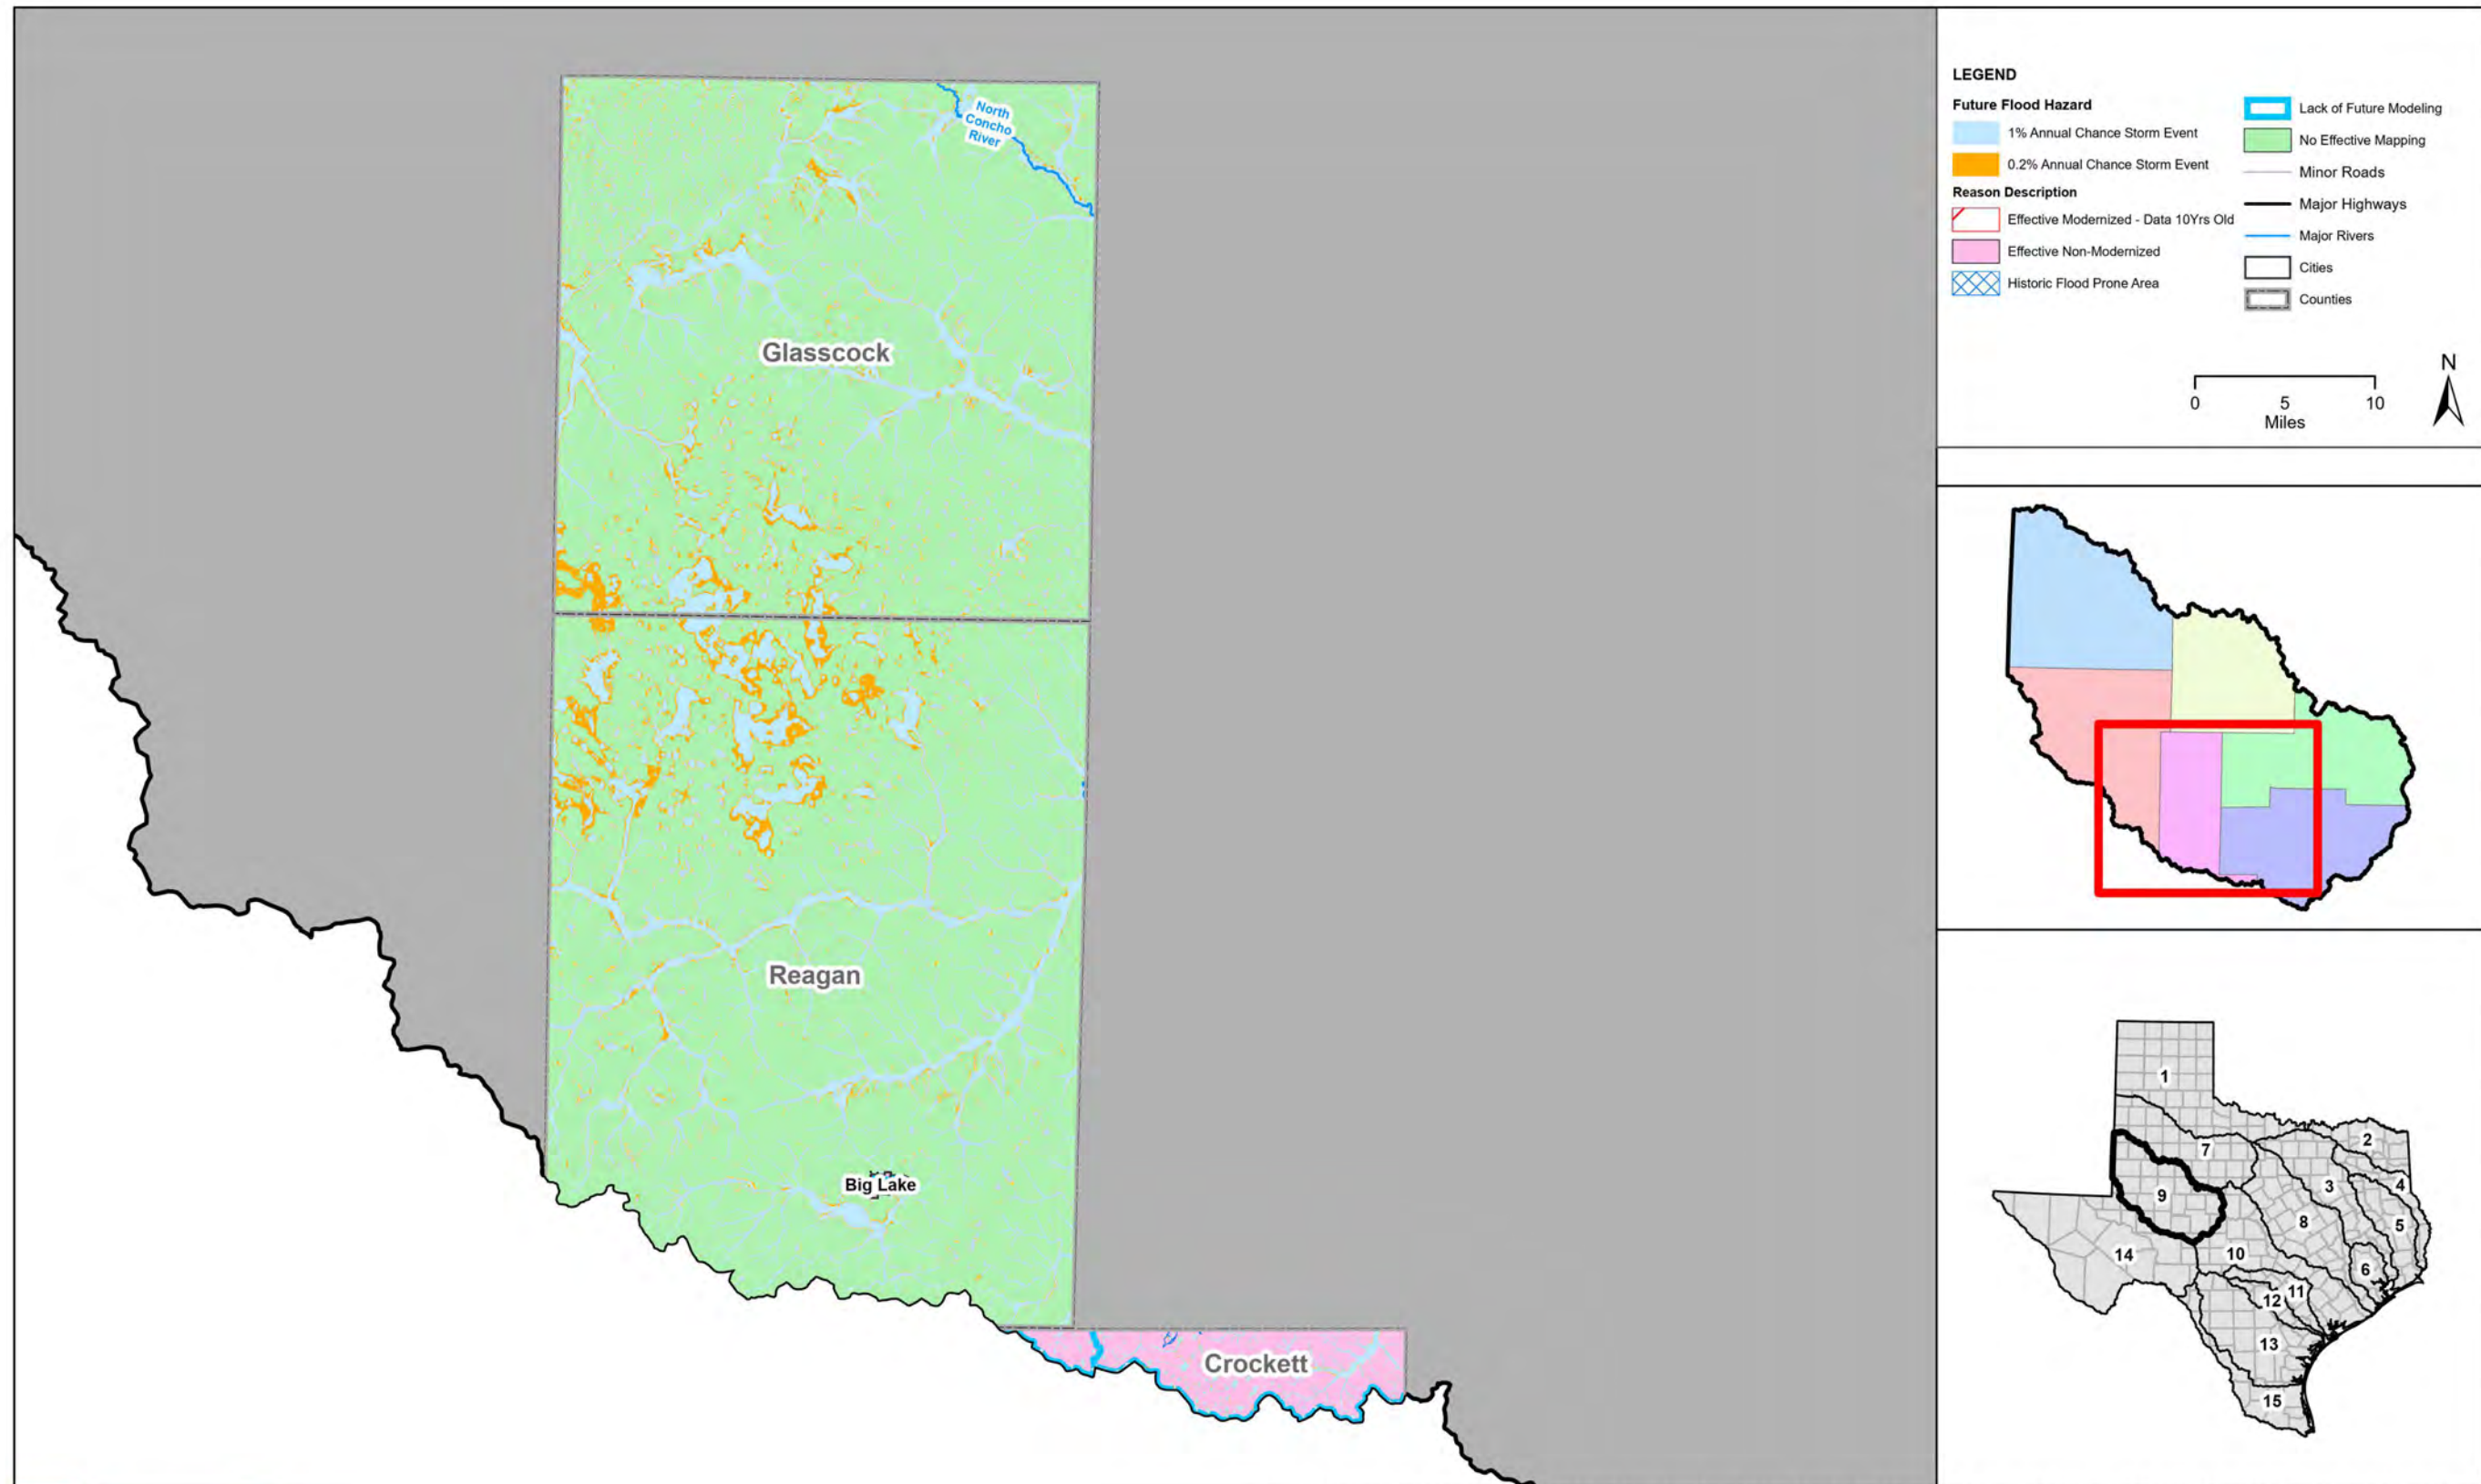 North
Concho
River
Glasscock
Reagan
Big Lake
Crockett
LEGEND
Future Flood Hazard
1% Annual Chance Storm Event
0.2% Annual Chance Storm Event
Reason Description
Effective Modernized - Data 10Yrs Old
Effective Non-Modernized
Historic Flood Prone Area
Lack of Future Modeling
No Effective Mapping
Minor Roads
Major Highways
Major Rivers
Cities
Counties
N
0 5 10
Miles
1
2
7
3
4
9
8
5
14
10
6
11
12
13
15